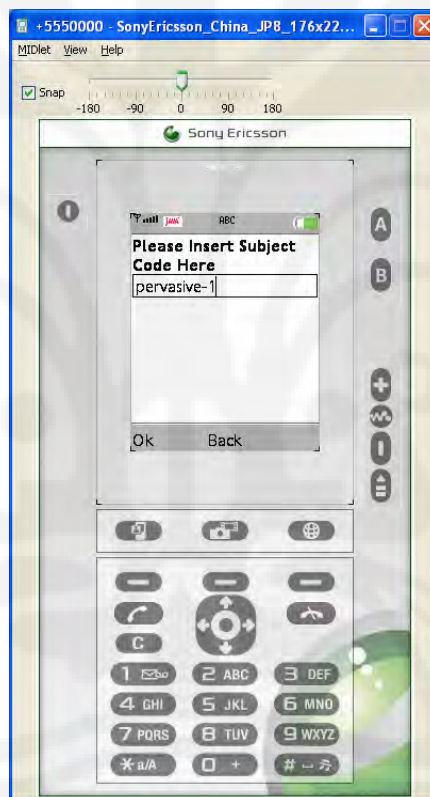 +5550000 - SonyEricsson_China_JP8_176x22...
MIDlet View Help
Snap
-180 -90 0 90 180
Sony Ericsson
ABC
Please Insert Subject
Code Here
pervasive-1
Ok Back
A
B
C
1
2 ABC
3 DEF
4 GHI
5 JKL
6 MNO
7 PQRS
8 TUV
9 WXYZ
* a/A
0 +
#